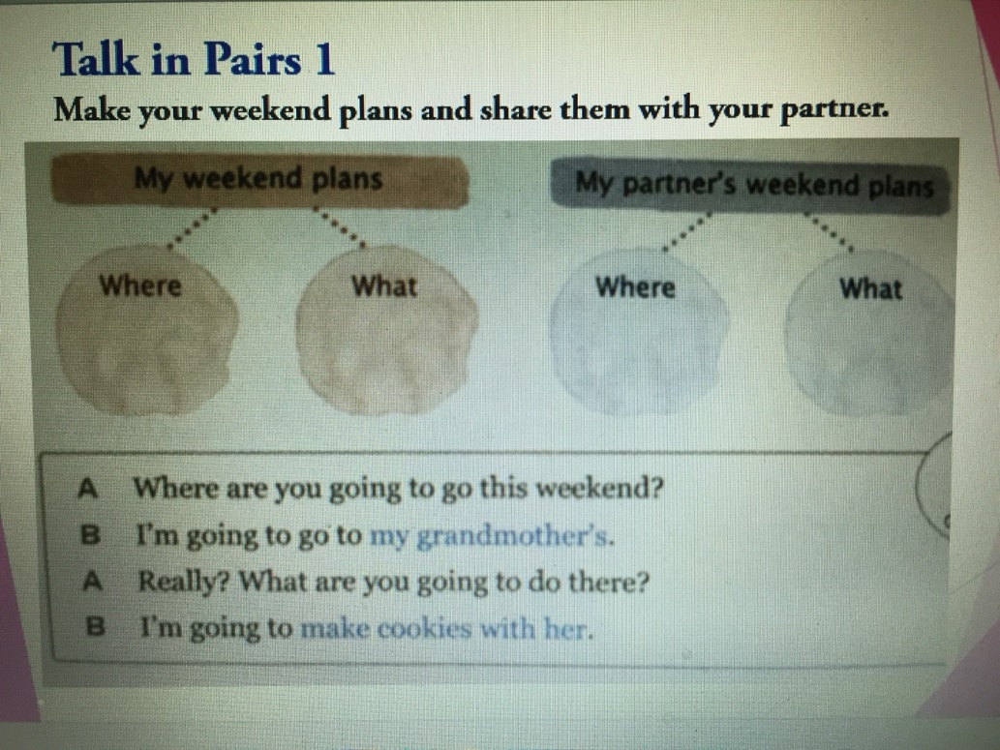 Talk in Pairs 1
Make your weekend plans and share them with your partner.
My weekend plans
Where
What
My partner's weekend plans
Where
What
A Where are you going to go this weekend?
B I'm going to go to my grandmother's.
A Really? What are you going to do there?
B I'm going to make cookies with her.